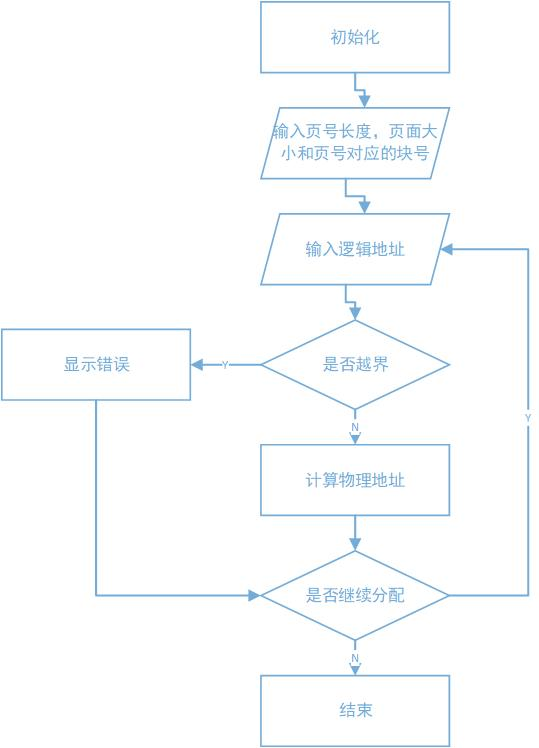 初始化
输入页号长度，页面大
小和页号对应的块号
输入逻辑地址
是否越界
Y
显示错误
N
计算物理地址
Y
是否继续分配
N
结束